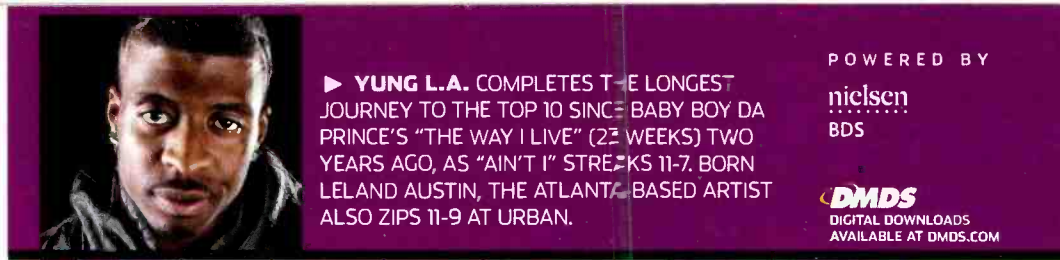 ▶ YUNG L.A. COMPLETES THE LONGEST
JOURNEY TO THE TOP 10 SINCE BABY BOY DA
PRINCE'S "THE WAY I LIVE" ( WEEKS) TWO
YEARS AGO, AS "AIN'T I" STREAKS 11-7. BORN
LELAND AUSTIN, THE ATLANTA-BASED ARTIST
ALSO ZIPS 11-9 AT URBAN.
POWERED BY
nielsen
BDS
DMDS
DIGITAL DOWNLOADS
AVAILABLE AT DMDS.COM